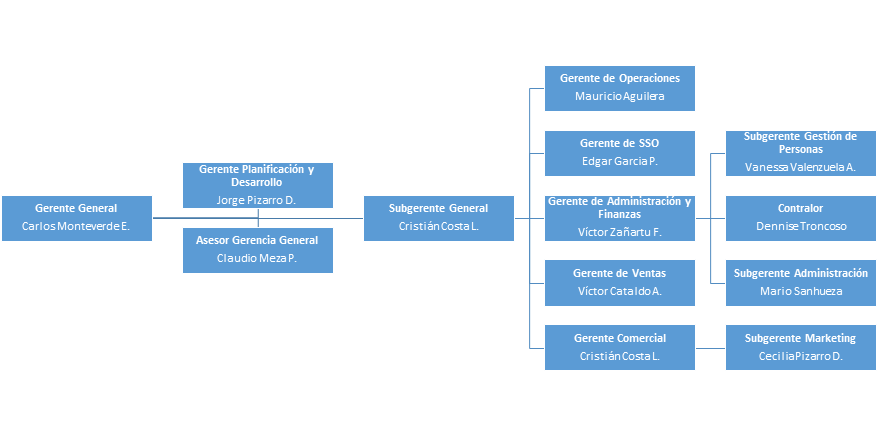 Gerente General
Carlos Monteverde E.
Gerente Planificación y
Desarrollo
Jorge Pizarro D.
Asesor Gerencia General
Claudio Meza P.
Subgerente General
Cristián Costa L.
Gerente de Operaciones
Mauricio Aguilera
Gerente de SSO
Edgar Garcia P.
Gerente de Administración y
Finanzas
Víctor Zañartu F.
Gerente de Ventas
Víctor Cataldo A.
Gerente Comercial
Cristián Costa L.
Subgerente Gestión de
Personas
Vanessa Valenzuela A.
Contralor
Dennise Troncoso
Subgerente Administración
Mario Sanhueza
Subgerente Marketing
Cecilia Pizarro D.